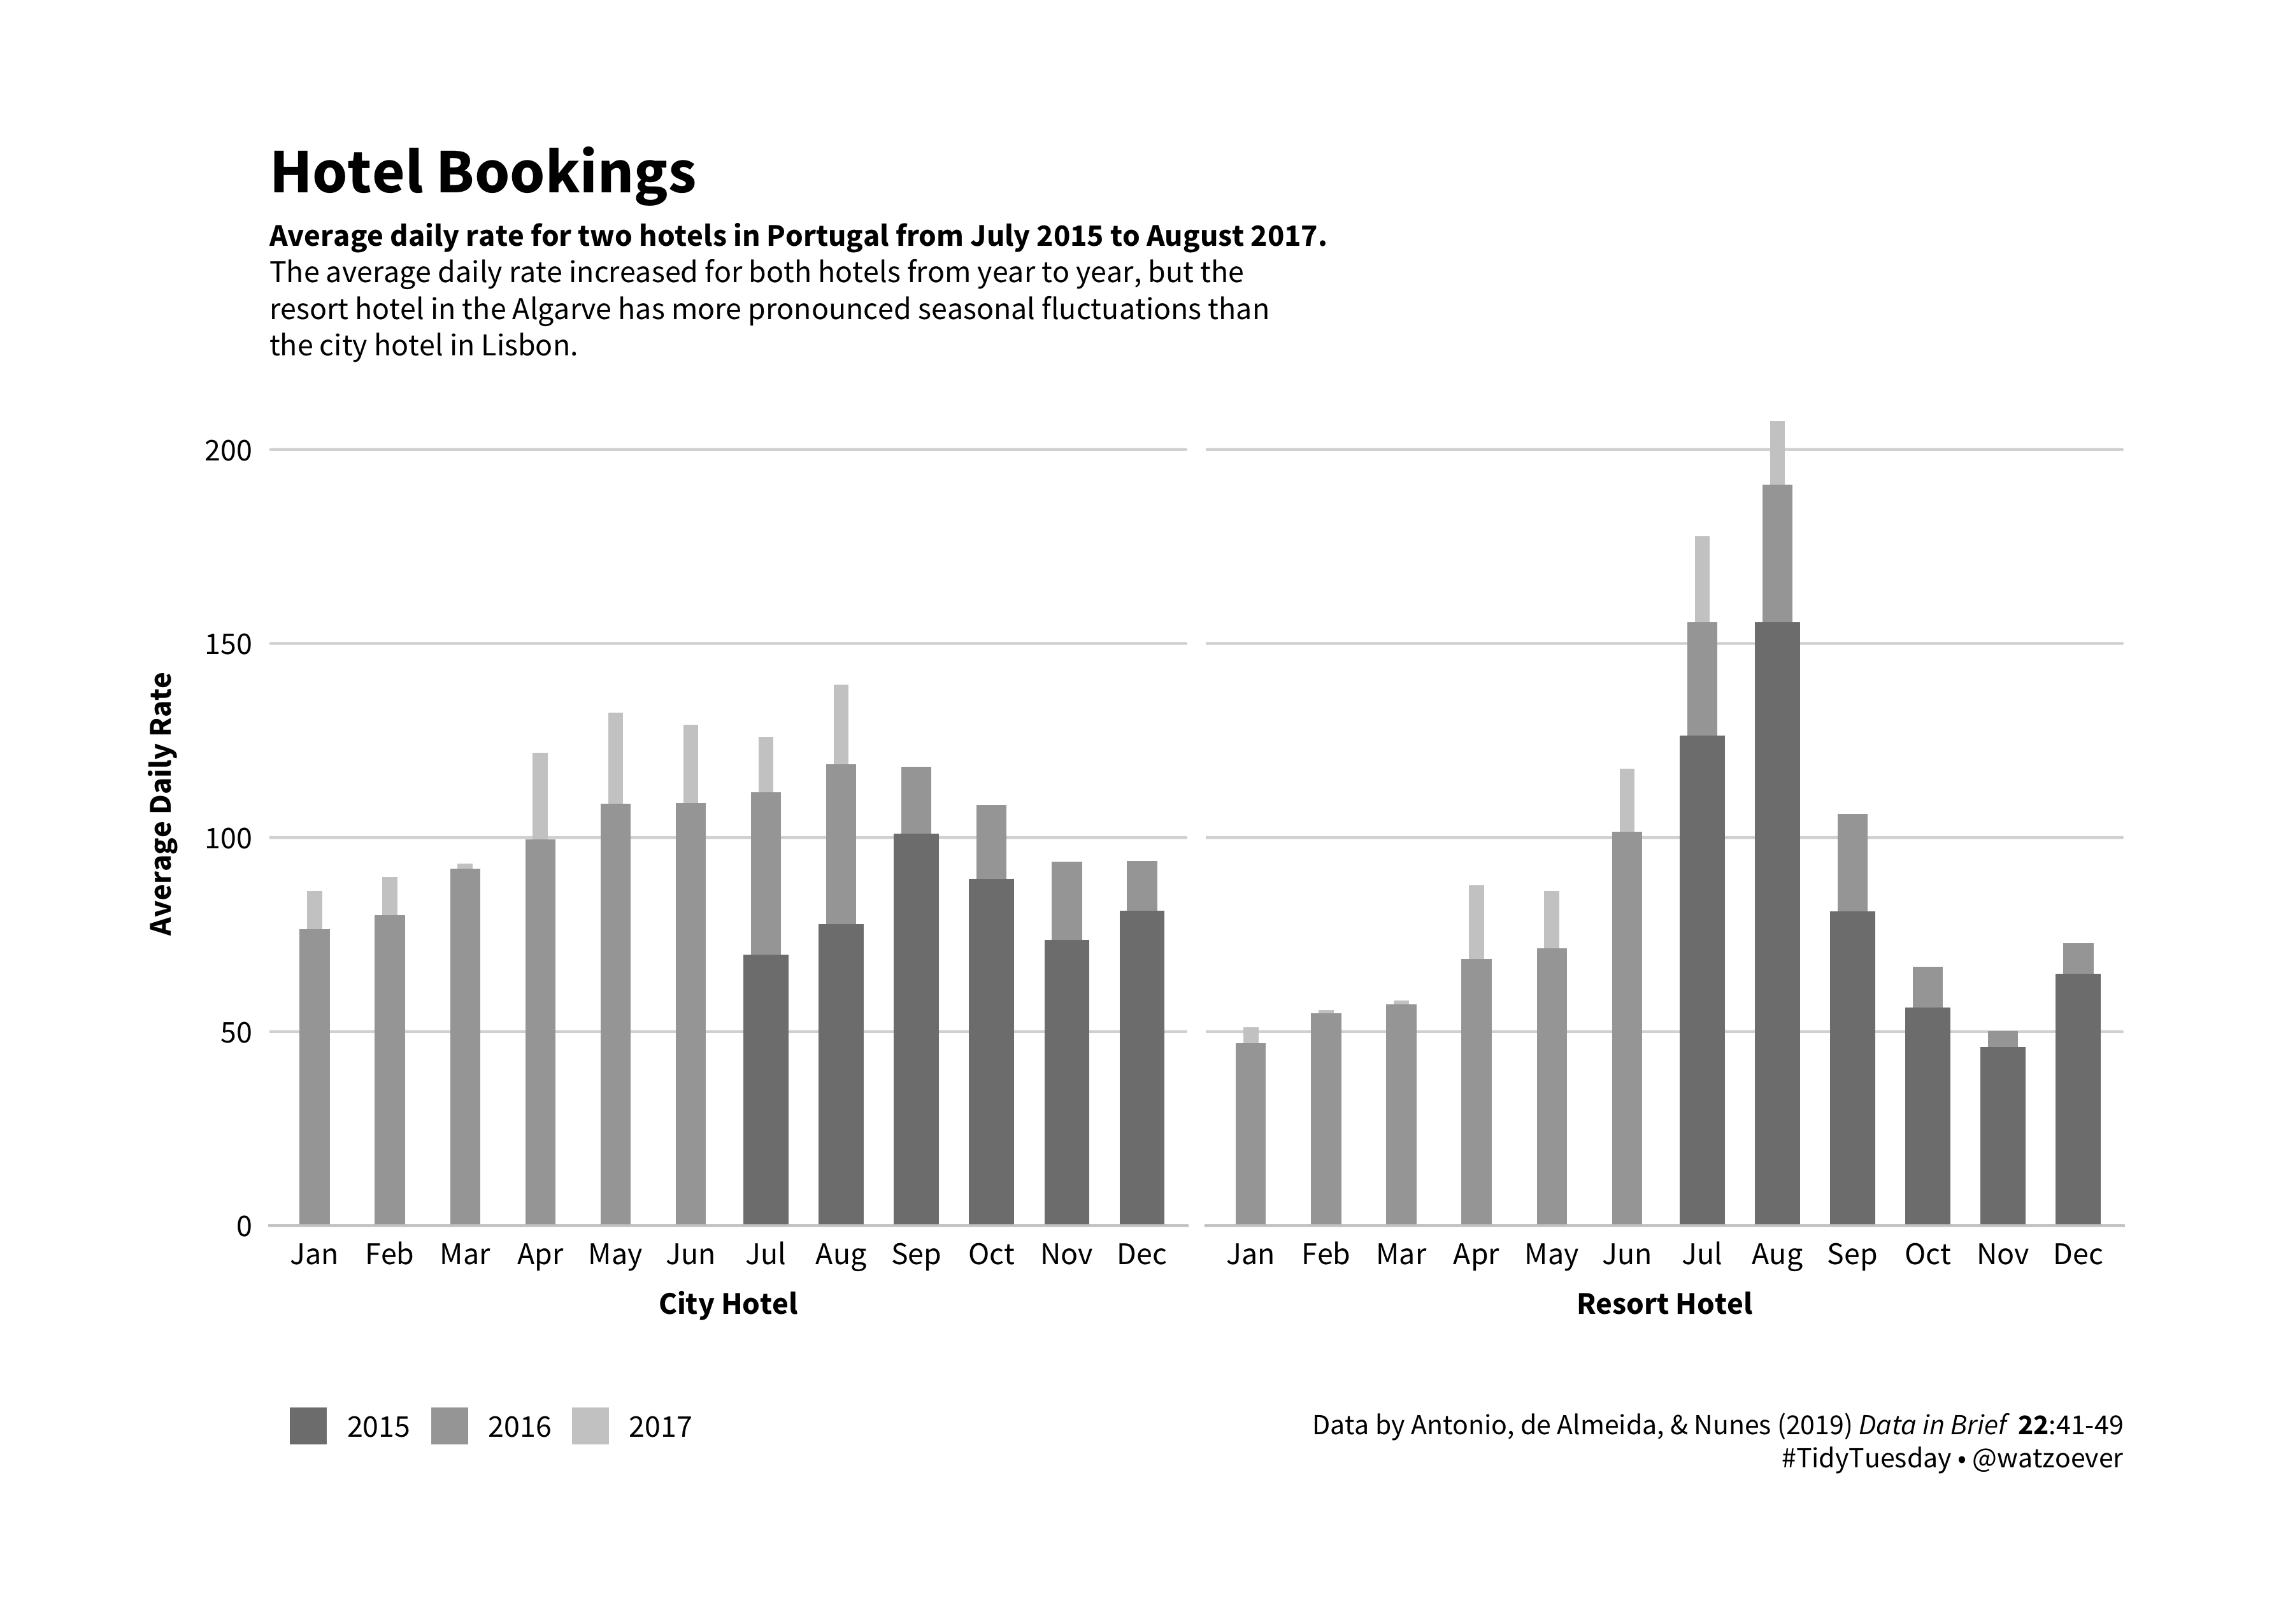 Hotel Bookings
Average daily rate for two hotels in Portugal from July 2015 to August 2017.
The average daily rate increased for both hotels from year to year, but the
resort hotel in the Algarve has more pronounced seasonal fluctuations than
the city hotel in Lisbon.
Average Daily Rate
200
150
100
50
0
Jan Feb Mar Apr May Jun Jul Aug Sep Oct Nov Dec
City Hotel
Jan Feb Mar Apr May Jun Jul Aug Sep Oct Nov Dec
Resort Hotel
2015 2016 2017
Data by Antonio, de Almeida, & Nunes (2019) Data in Brief 22:41-49
#TidyTuesday • @watzoever